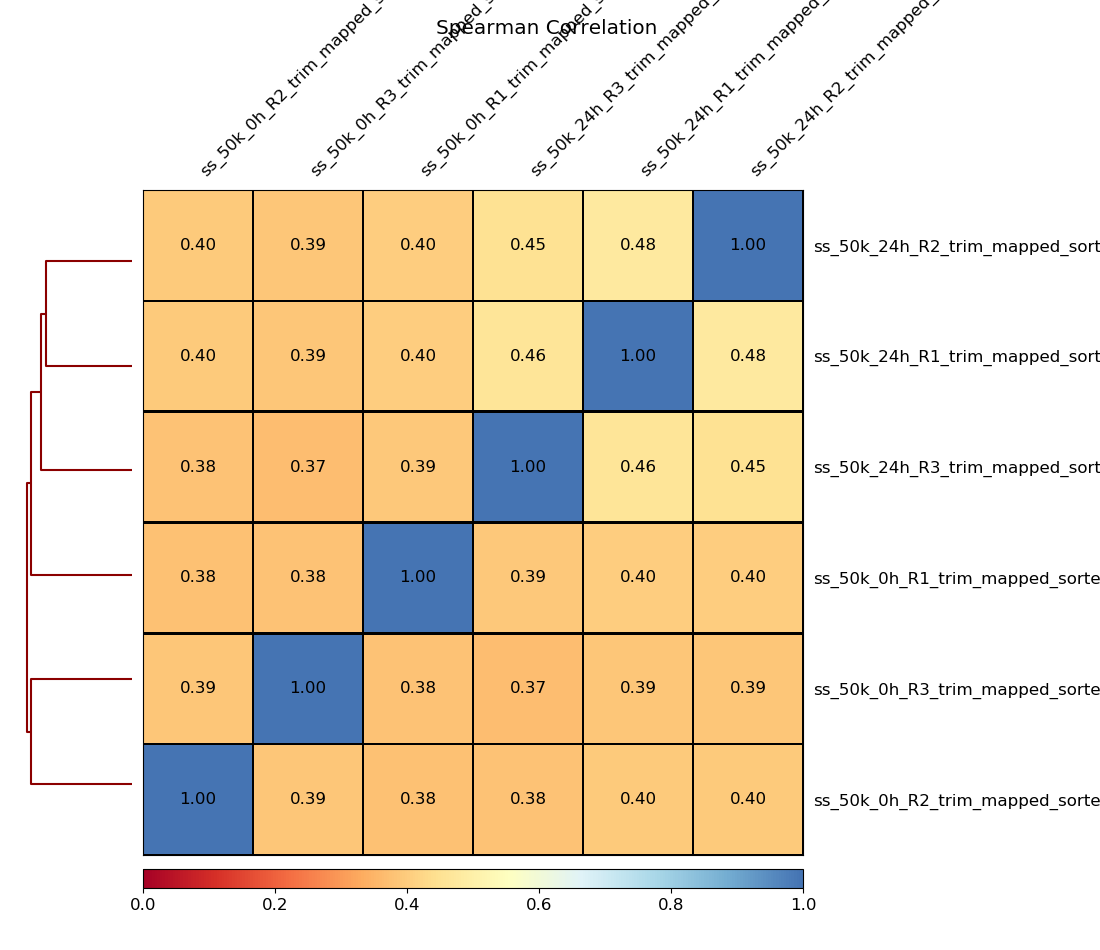 Spearman Correlation
ss_50k_0h_R2_trim_mapped_s
ss_50k_0h_R3_trim_mapped_s
ss_50k_0h_R1_trim_mapped_s
ss_50k_24h_R3_trim_mapped_
ss_50k_24h_R1_trim_mapped_
ss_50k_24h_R2_trim_mapped_
0.40 0.39 0.40 0.45 0.48 1.00 ss_50k_24h_R2_trim_mapped_sort
0.40 0.39 0.40 0.46 1.00 0.48 ss_50k_24h_R1_trim_mapped_sort
0.38 0.37 0.39 1.00 0.46 0.45 ss_50k_24h_R3_trim_mapped_sort
0.38 0.38 1.00 0.39 0.40 0.40 ss_50k_0h_R1_trim_mapped_sorte
0.39 1.00 0.38 0.37 0.39 0.39 ss_50k_0h_R3_trim_mapped_sorte
1.00 0.39 0.38 0.38 0.40 0.40 ss_50k_0h_R2_trim_mapped_sorte
0.0 0.2 0.4 0.6 0.8 1.0